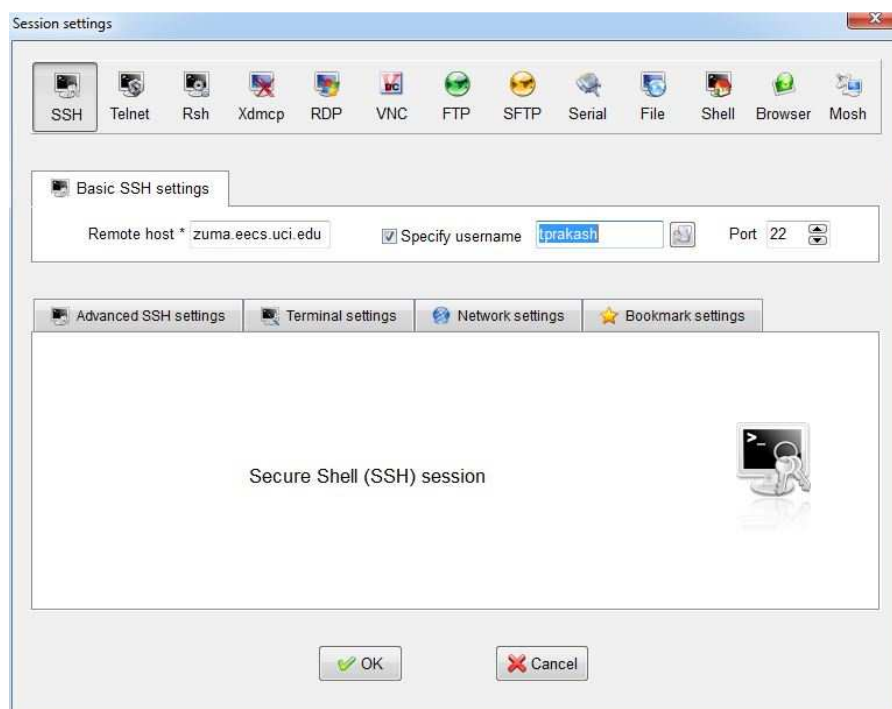 Session settings
SSH Telnet Rsh Xdmcp RDP VNC FTP SFTP Serial File Shell Browser Mosh
Basic SSH settings
Remote host * zuma.eecs.uci.edu Specify username tprakash Port 22
Advanced SSH settings Terminal settings Network settings Bookmark settings
Secure Shell (SSH) session
OK Cancel